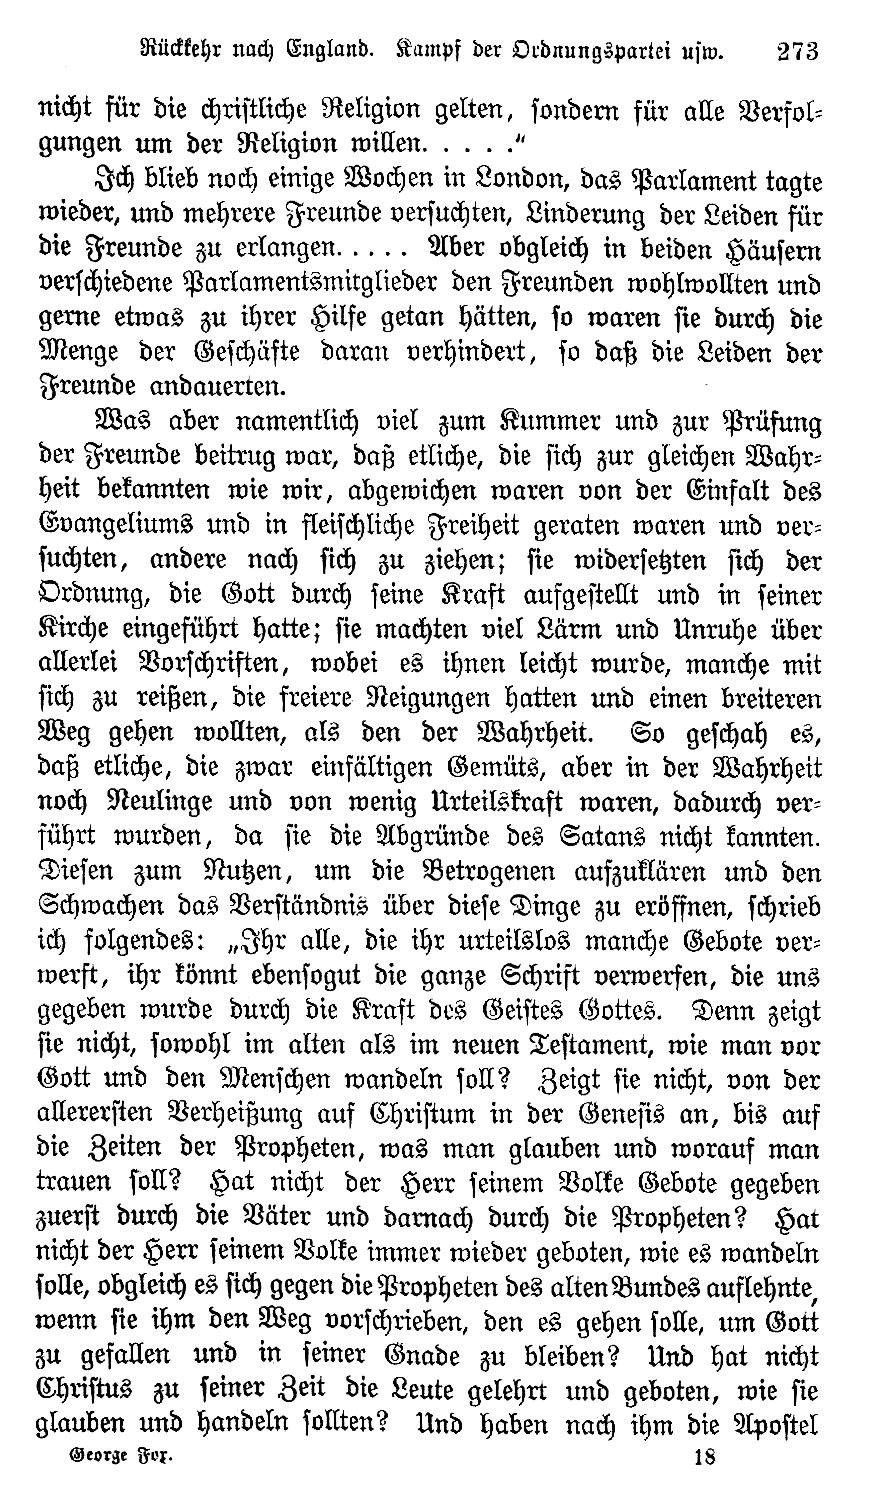 Rückkehr nach England. Kampf der Ordnungspartei usw. 273
nicht für die christliche Religion gelten, sondern für alle Verfol-
gungen um der Religion willen. . . . .“
Ich blieb noch einige Wochen in London, das Parlament tagte
wieder, und mehrere Freunde versuchten, Linderung der Leiden für
die Freunde zu erlangen. . . . . Aber obgleich in beiden Häusern
verschiedene Parlamentsmitglieder den Freunden wohlwollten und
gerne etwas zu ihrer Hilfe getan hätten, so waren sie durch die
Menge der Geschäfte daran verhindert, so daß die Leiden der
Freunde andauerten.
Was aber namentlich viel zum Kummer und zur Prüfung
der Freunde beitrug war, daß etliche, die sich zur gleichen Wahr-
heit bekannten wie wir, abgewichen waren von der Einfalt des
Evangeliums und in fleischliche Freiheit geraten waren und ver-
suchten, andere nach sich zu ziehen; sie widersetzten sich der
Ordnung, die Gott durch seine Kraft aufgestellt und in seiner
Kirche eingeführt hatte; sie machten viel Lärm und Unruhe über
allerlei Vorschriften, wobei es ihnen leicht wurde, manche mit
sich zu reißen, die freiere Neigungen hatten und einen breiteren
Weg gehen wollten, als den der Wahrheit. So geschah es,
daß etliche, die zwar einfältigen Gemüts, aber in der Wahrheit
noch Neulinge und von wenig Urteilskraft waren, dadurch ver-
führt wurden, da sie die Abgründe des Satans nicht kannten.
Diesen zum Nutzen, um die Betrogenen aufzuklären und den
Schwachen das Verständnis über diese Dinge zu eröffnen, schrieb
ich folgendes: „Ihr alle, die ihr urteilslos manche Gebote ver-
werft, ihr könnt ebensogut die ganze Schrift verwerfen, die uns
gegeben wurde durch die Kraft des Geistes Gottes. Denn zeigt
sie nicht, sowohl im alten als im neuen Testament, wie man vor
Gott und den Menschen wandeln soll? Zeigt sie nicht, von der
allerersten Verheißung auf Christum in der Genesis an, bis auf
die Zeiten der Propheten, was man glauben und worauf man
trauen soll? Hat nicht der Herr seinem Volke Gebote gegeben
zuerst durch die Väter und darnach durch die Propheten? Hat
nicht der Herr seinem Volke immer wieder geboten, wie es wandeln
solle, obgleich es sich gegen die Propheten des alten Bundes auflehnte,
wenn sie ihm den Weg vorschrieben, den es gehen solle, um Gott
zu gefallen und in seiner Gnade zu bleiben? Und hat nicht
Christus zu seiner Zeit die Leute gelehrt und geboten, wie sie
glauben und handeln sollten? Und haben nach ihm die Apostel
George Fox. 18